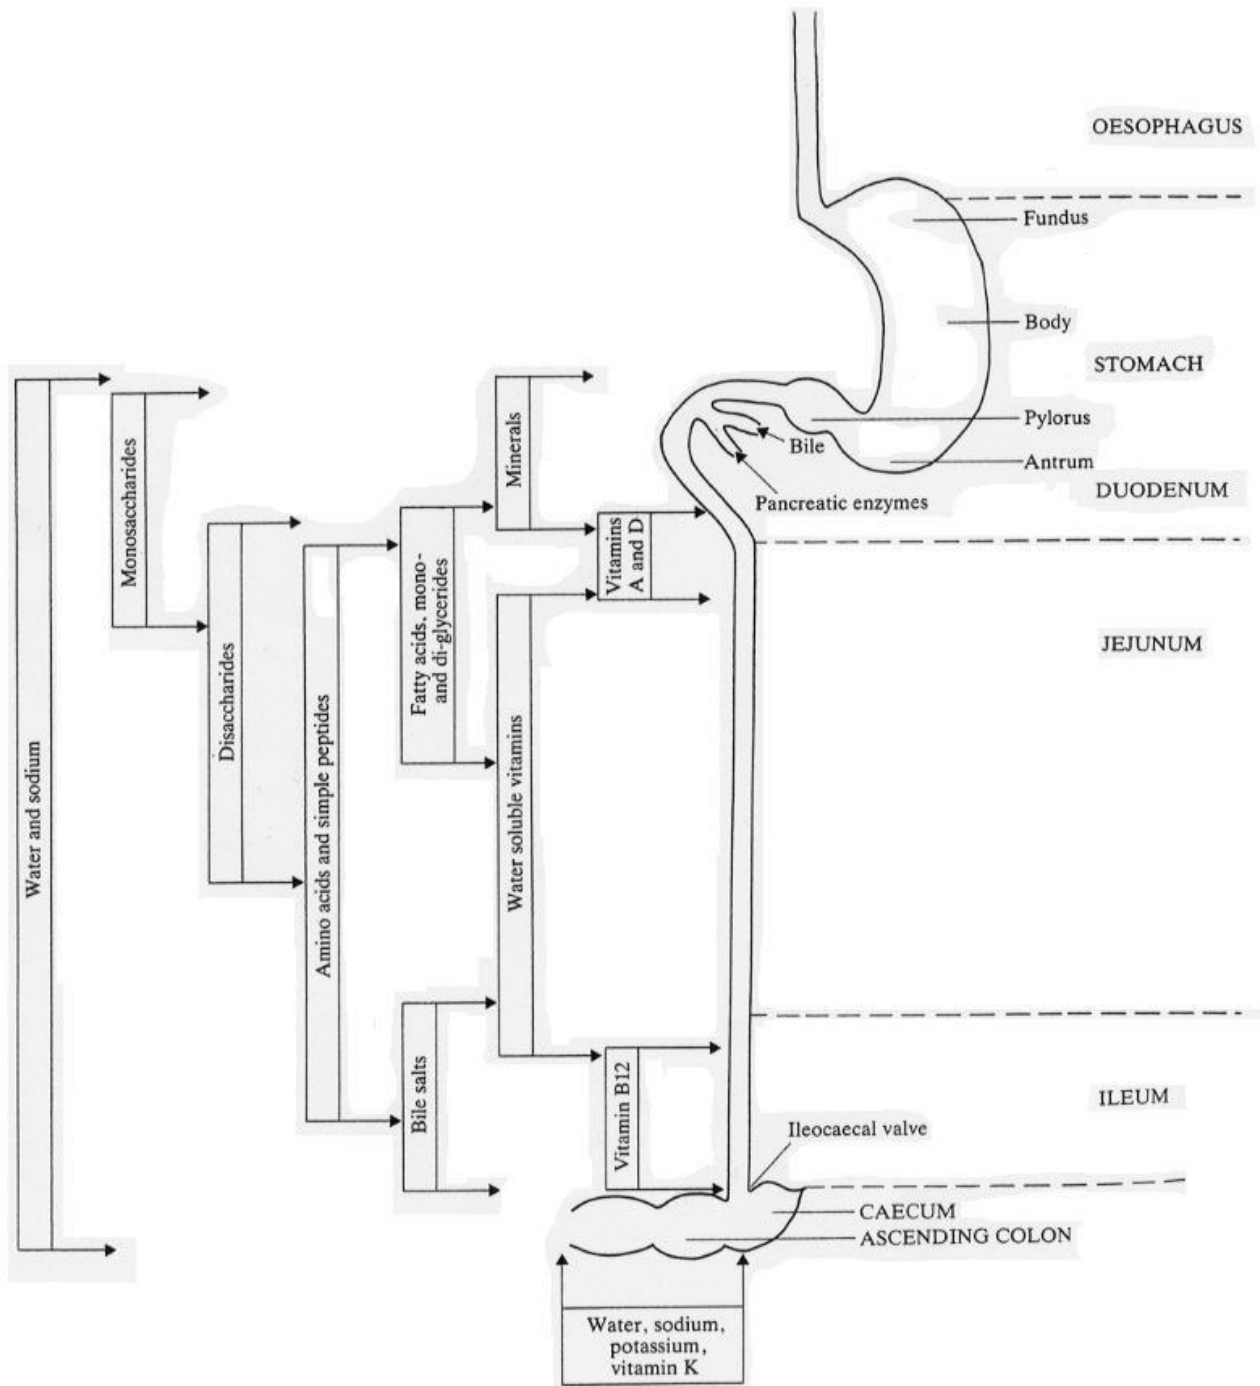 OESOPHAGUS
Fundus
Body
STOMACH
Pylorus
Bile
Antrum
DUODENUM
Pancreatic enzymes
JEJUNUM
ILEUM
Ileocaecal valve
CAECUM
ASCENDING COLON
Water and sodium
Monosaccharides
Disaccharides
Amino acids and simple peptides
Fatty acids, mono-
and di-glycerides
Bile salts
Minerals
Water soluble vitamins
Vitamins
A and D
Vitamin B12
Water, sodium,
potassium,
vitamin K